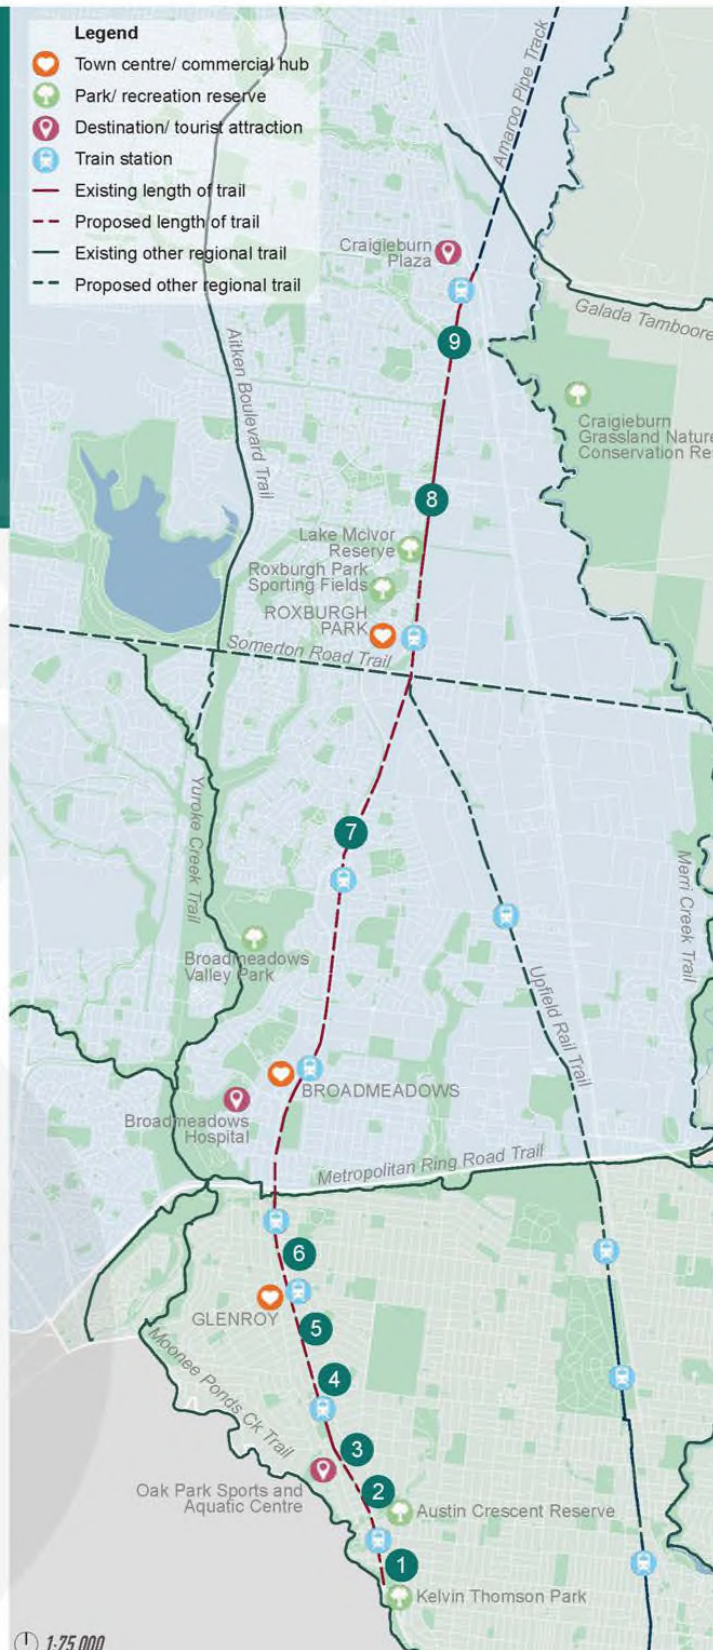 Legend
Town centre/ commercial hub
Park/ recreation reserve
Destination/ tourist attraction
Train station
Existing length of trail
Proposed length of trail
Existing other regional trail
Proposed other regional trail
Amaroo Pipe Track
Craigieburn
Plaza
Galada Tamboore
9
Aitken Boulevard Trail
Craigieburn
Grassland Nature
Conservation Re
8
Lake McIvor
Reserve
Roxburgh Park
Sporting Fields
ROXBURGH
PARK
Somerton Road Trail
7
Yuroke Creek Trail
Merri Creek Trail
Broadmeadows
Valley Park
Upfield Rail Trail
BROADMEADOWS
Broadmeadows
Hospital
Metropolitan Ring Road Trail
6
GLENROY
5
Moonee Ponds Ck Trail
4
3
Oak Park Sports and
Aquatic Centre
2
Austin Crescent Reserve
1
Kelvin Thomson Park
1:75,000